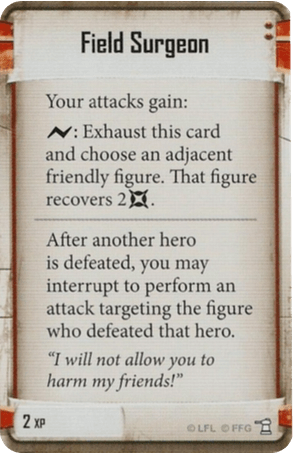 Field Surgeon
Your attacks gain:
: Exhaust this card
and choose an adjacent
friendly figure. That figure
recovers 2 .
After another hero
is defeated, you may
interrupt to perform an
attack targeting the figure
who defeated that hero.
“I will not allow you to
harm my friends!”
2 XP
© LFL © FFG